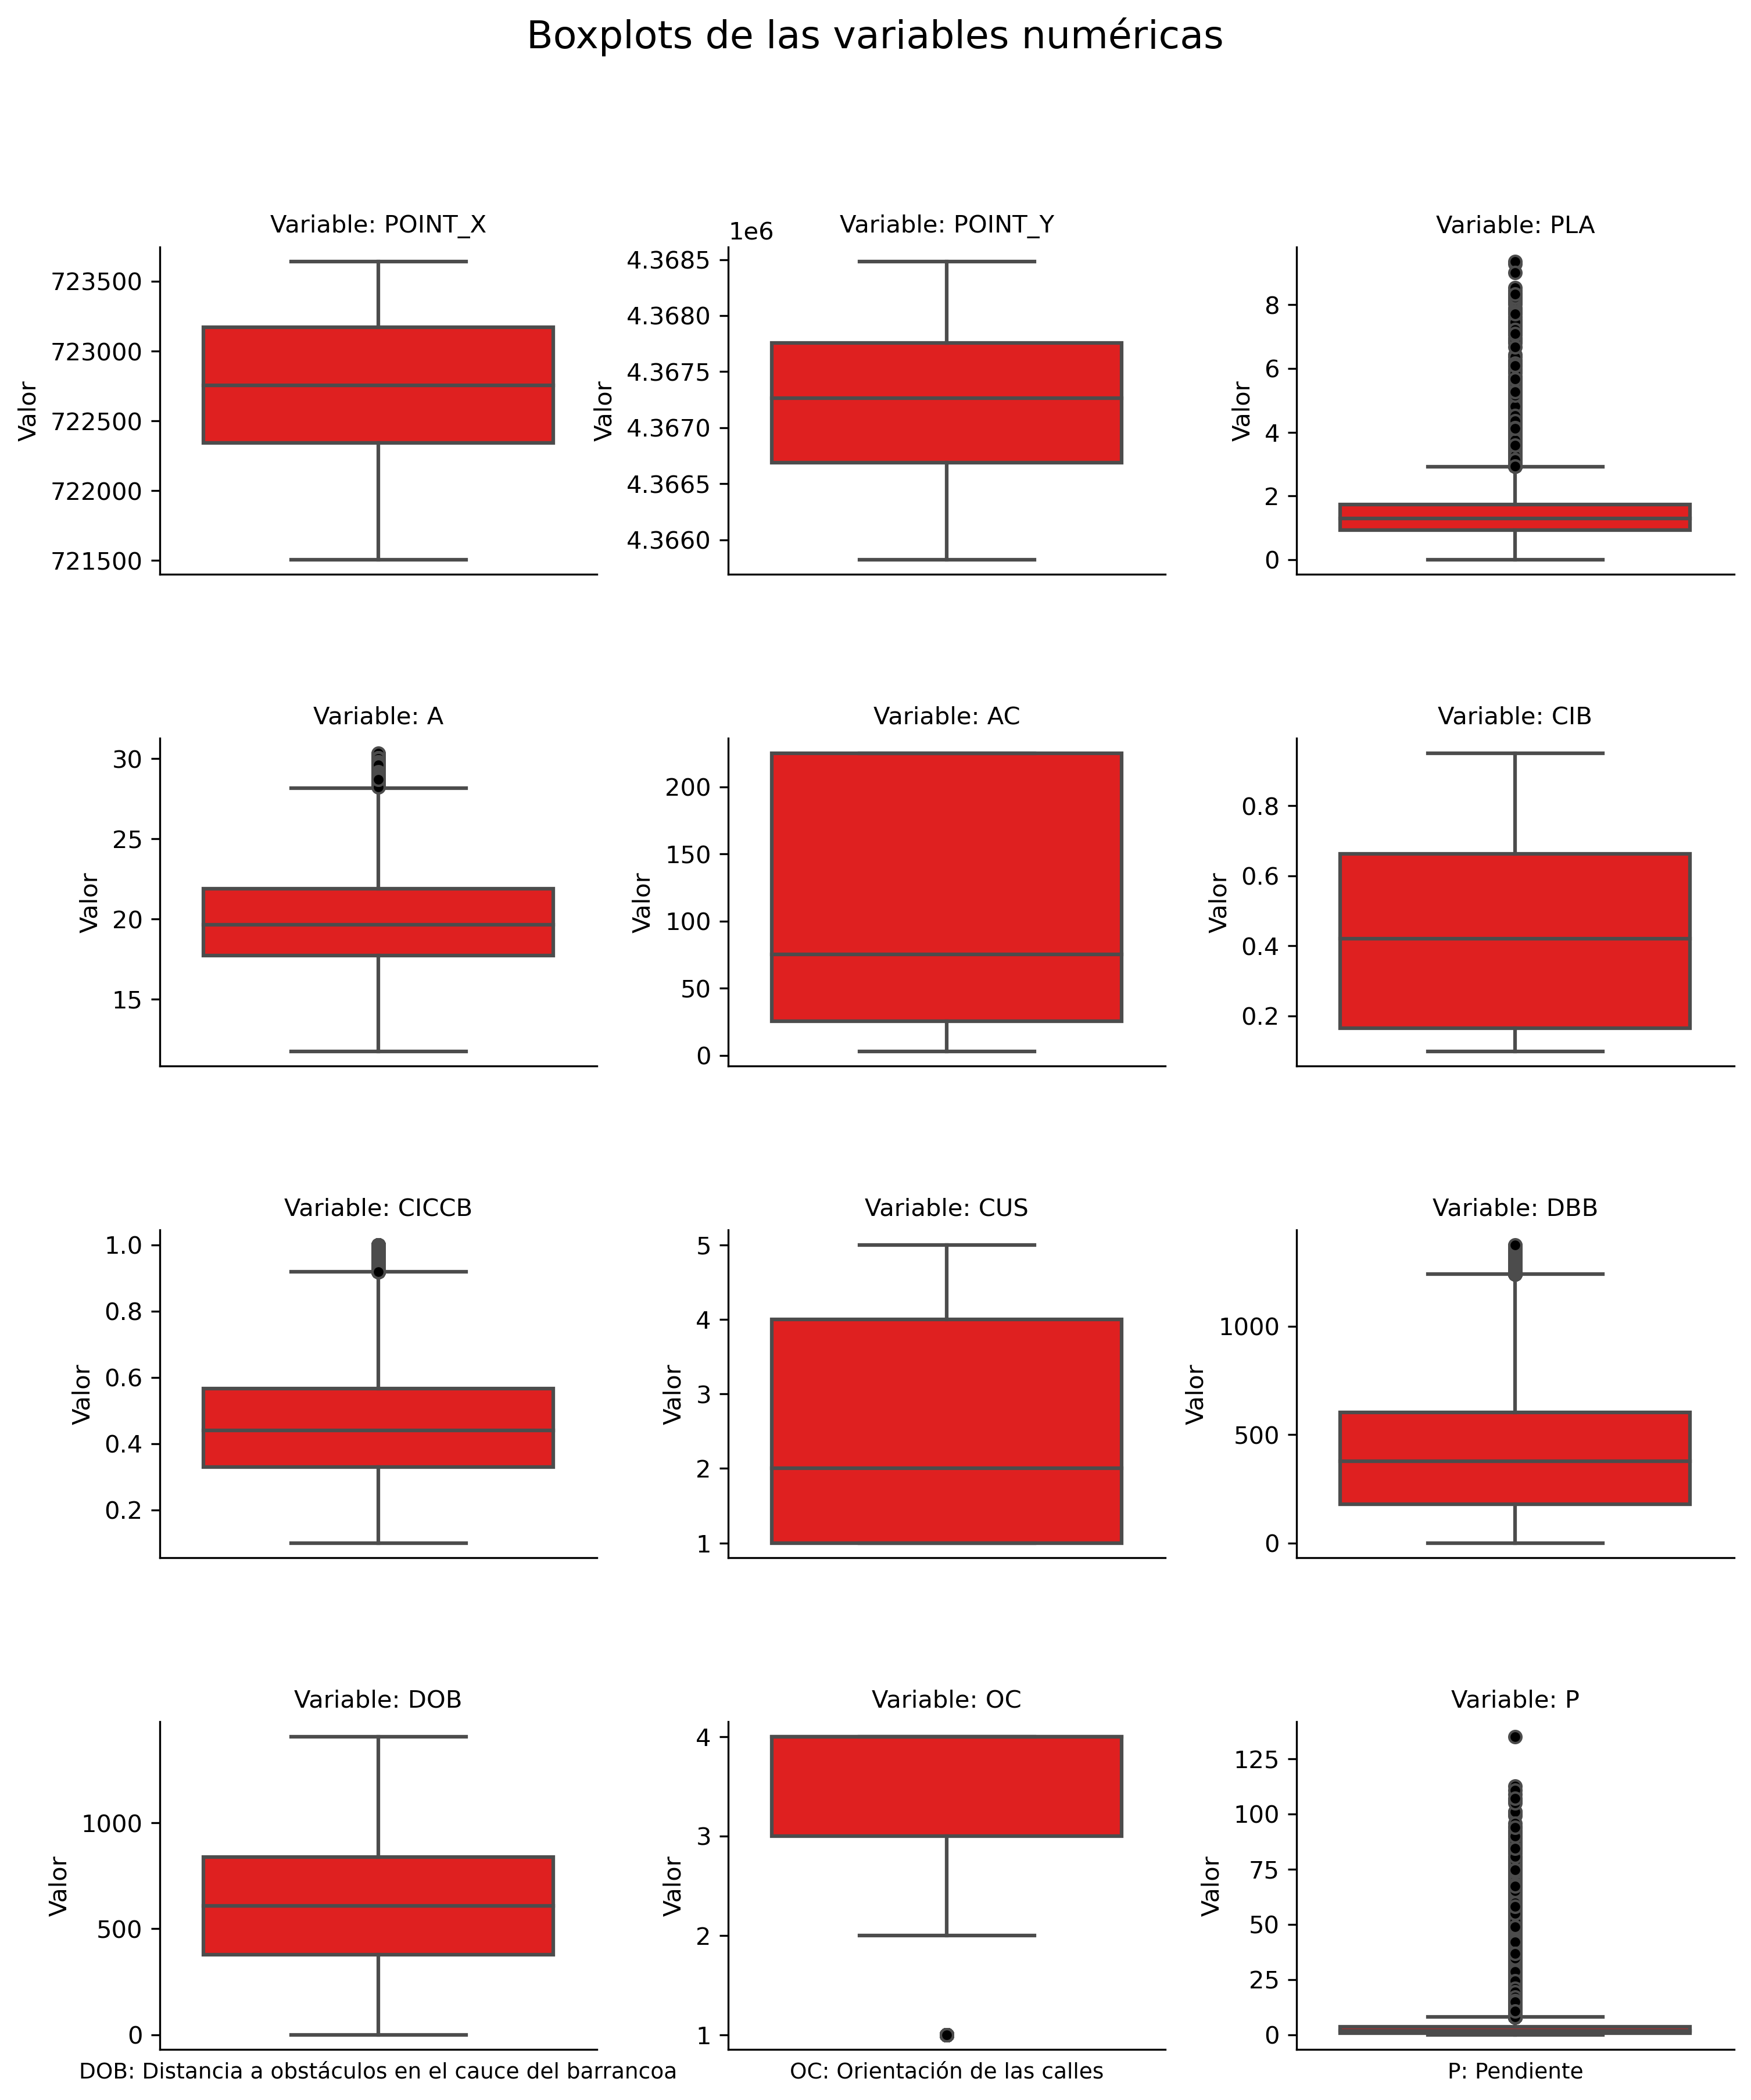 Boxplots de las variables numéricas
Variable: POINT_X
723500
723000
722500
722000
721500
Valor
Variable: POINT_Y
1e6
4.3685
4.3680
4.3675
4.3670
4.3665
4.3660
Valor
Variable: PLA
8
6
4
2
0
Valor
Variable: A
30
25
20
15
Valor
Variable: AC
200
150
100
50
0
Valor
Variable: CIB
0.8
0.6
0.4
0.2
Valor
Variable: CICCB
1.0
0.8
0.6
0.4
0.2
Valor
Variable: CUS
5
4
3
2
1
Valor
Variable: DBB
1000
500
0
Valor
Variable: DOB
1000
500
0
Valor
DOB: Distancia a obstáculos en el cauce del barrancoa
Variable: OC
4
3
2
1
Valor
OC: Orientación de las calles
Variable: P
125
100
75
50
25
0
Valor
P: Pendiente